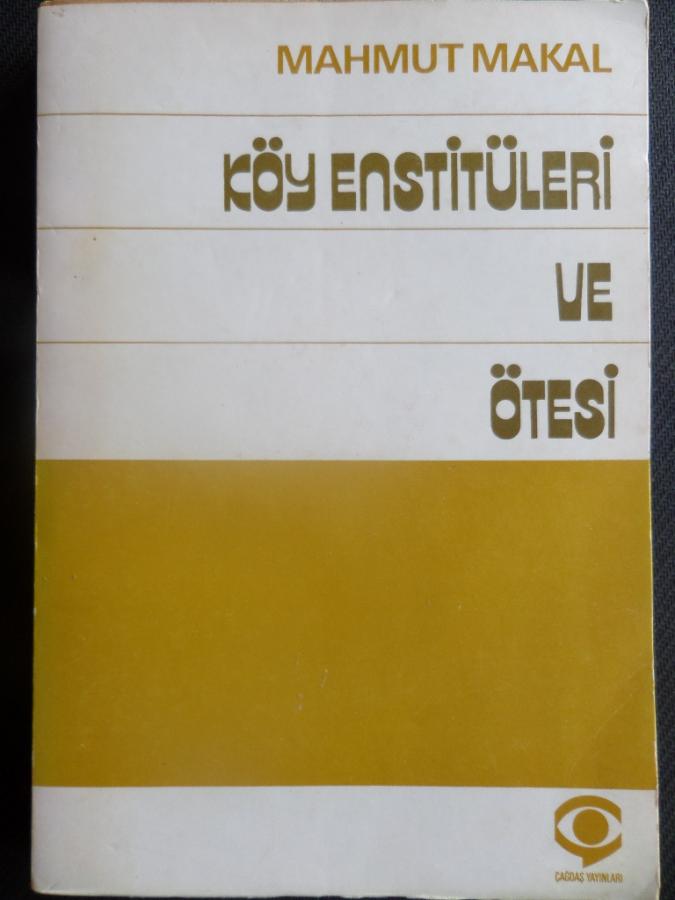 MAHMUT MAKAL
KÖY ENSTİTÜLERİ
VE
ÖTESİ
ÇAĞDAŞ YAYINLARI